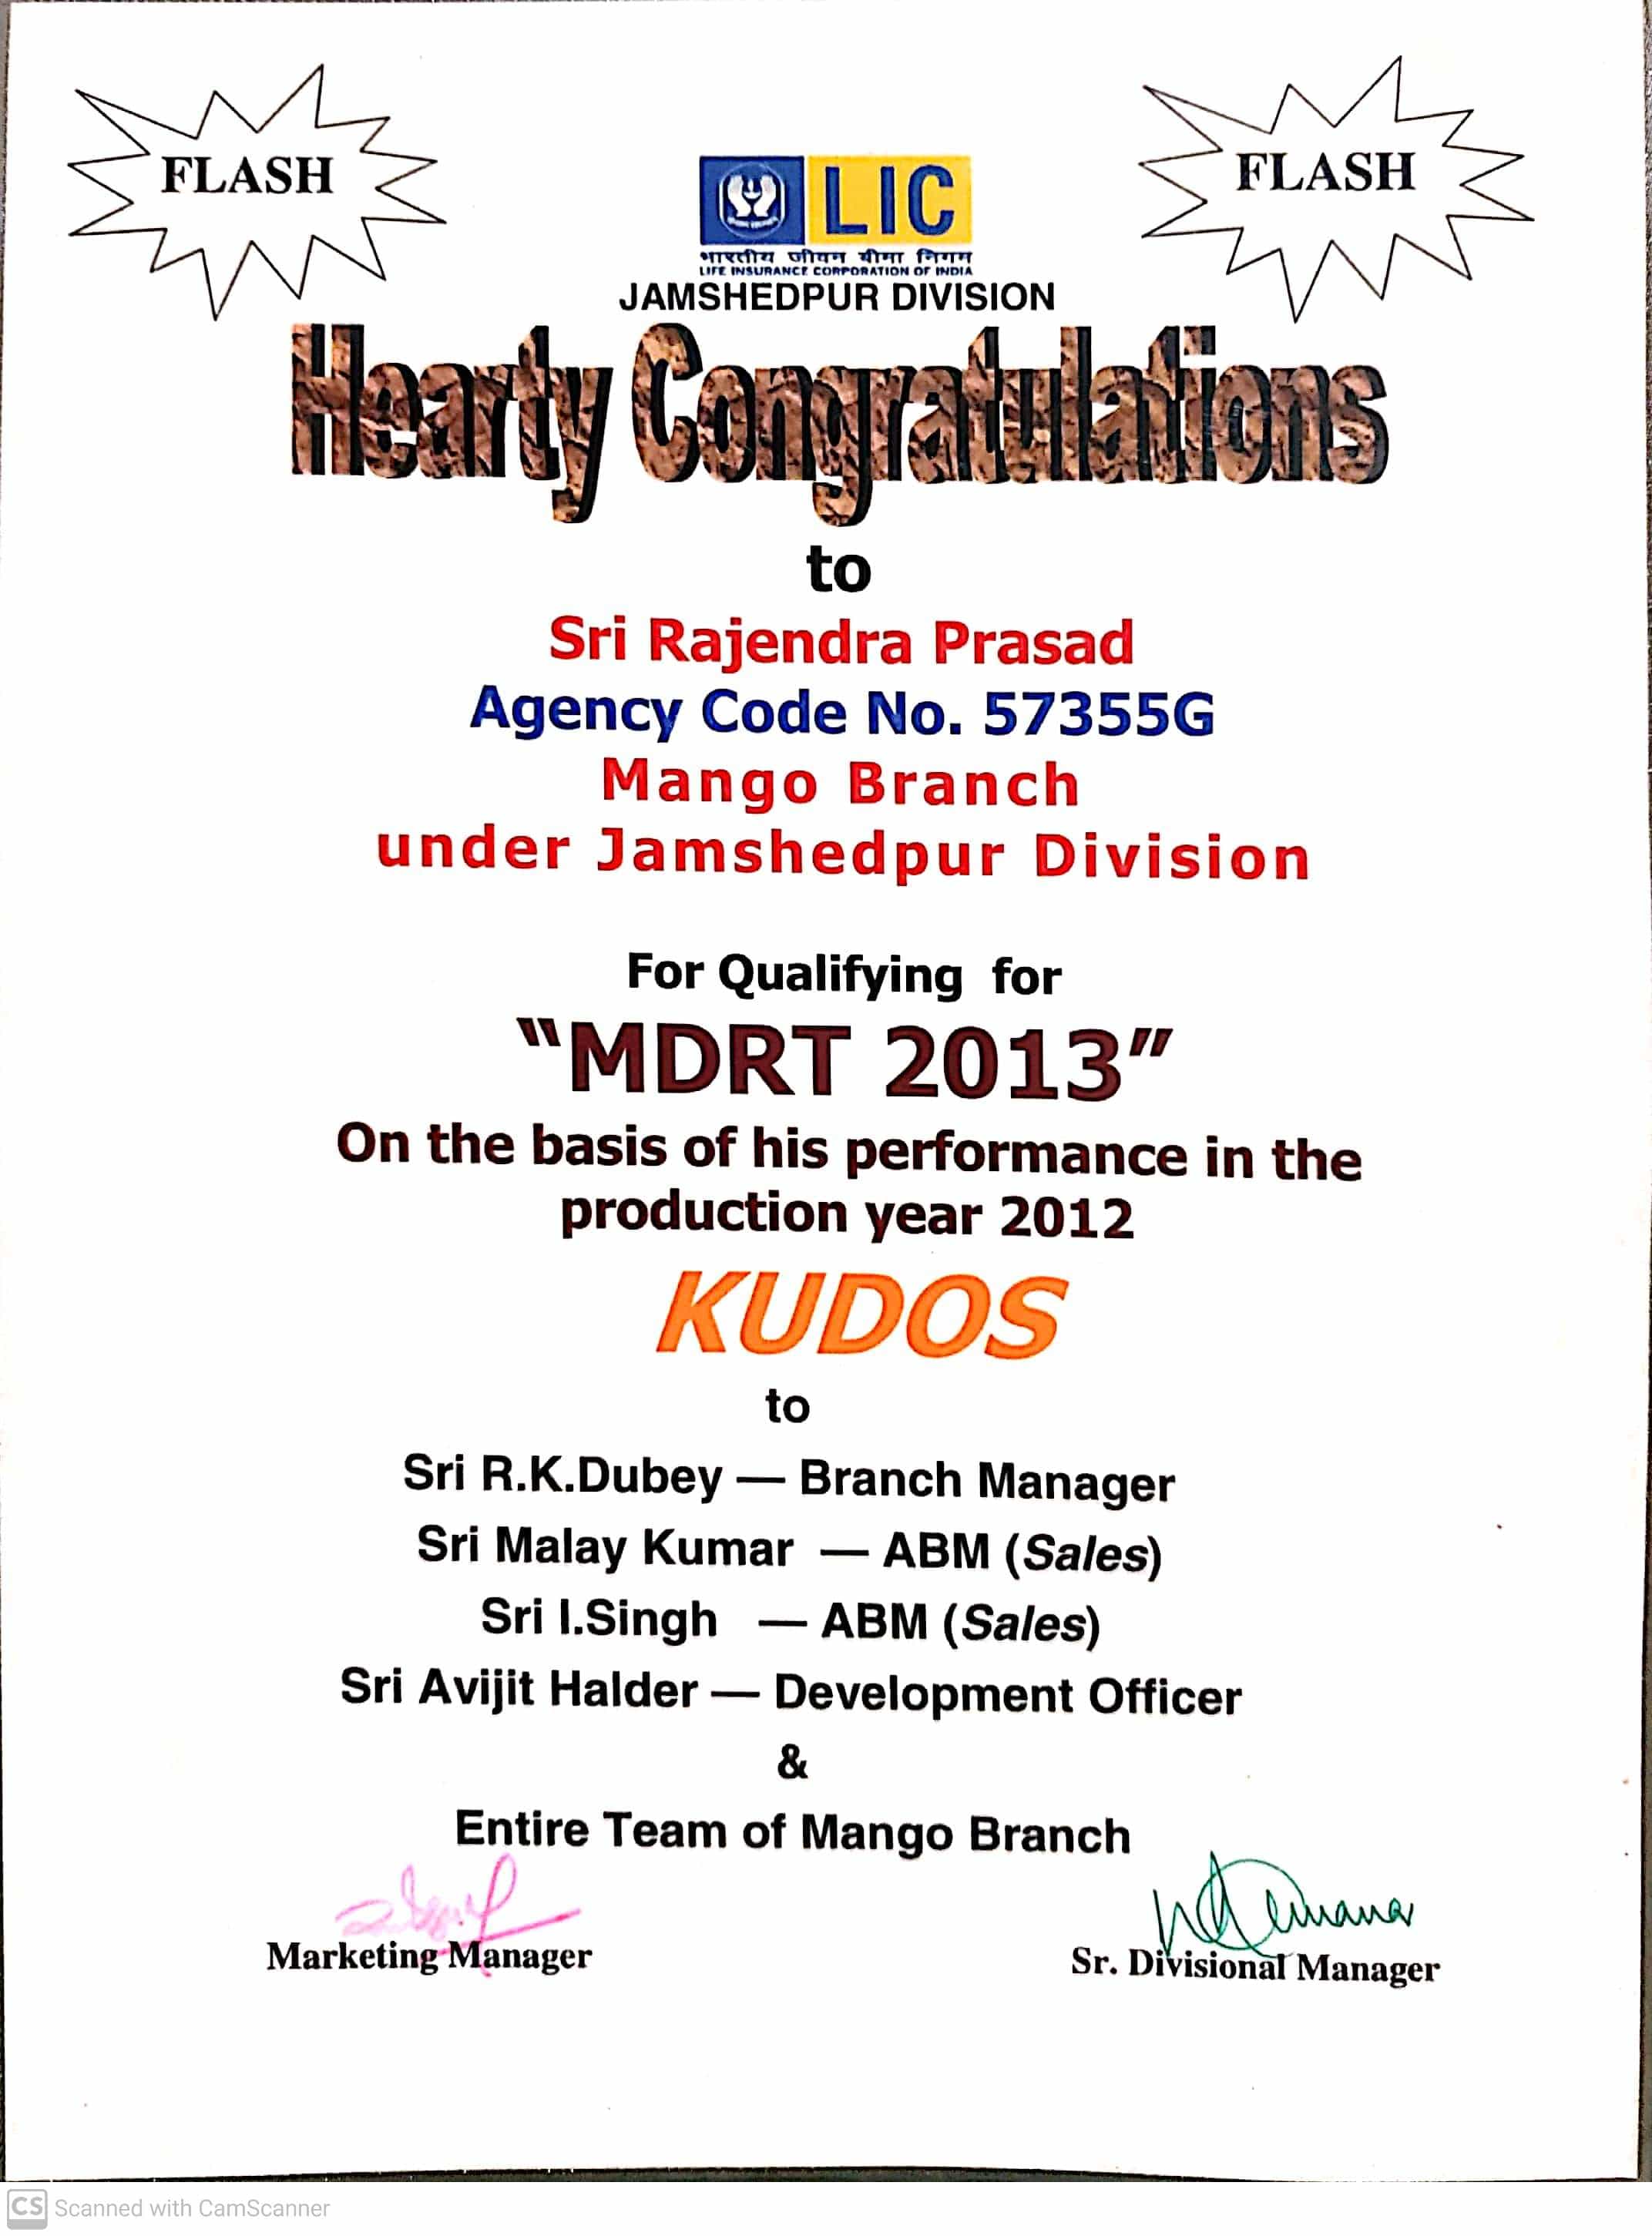 FLASH
FLASH
LIC
भारतीय जीवन बीमा निगम
LIFE INSURANCE CORPORATION OF INDIA
JAMSHEDPUR DIVISION
Hearty Congratulations
to
Sri Rajendra Prasad
Agency Code No. 57355G
Mango Branch
under Jamshedpur Division
For Qualifying for
“MDRT 2013”
On the basis of his performance in the
production year 2012
KUDOS
to
Sri R.K.Dubey — Branch Manager
Sri Malay Kumar — ABM (Sales)
Sri I.Singh — ABM (Sales)
Sri Avijit Halder — Development Officer
&
Entire Team of Mango Branch
Marketing Manager
Sr. Divisional Manager
CS Scanned with CamScanner